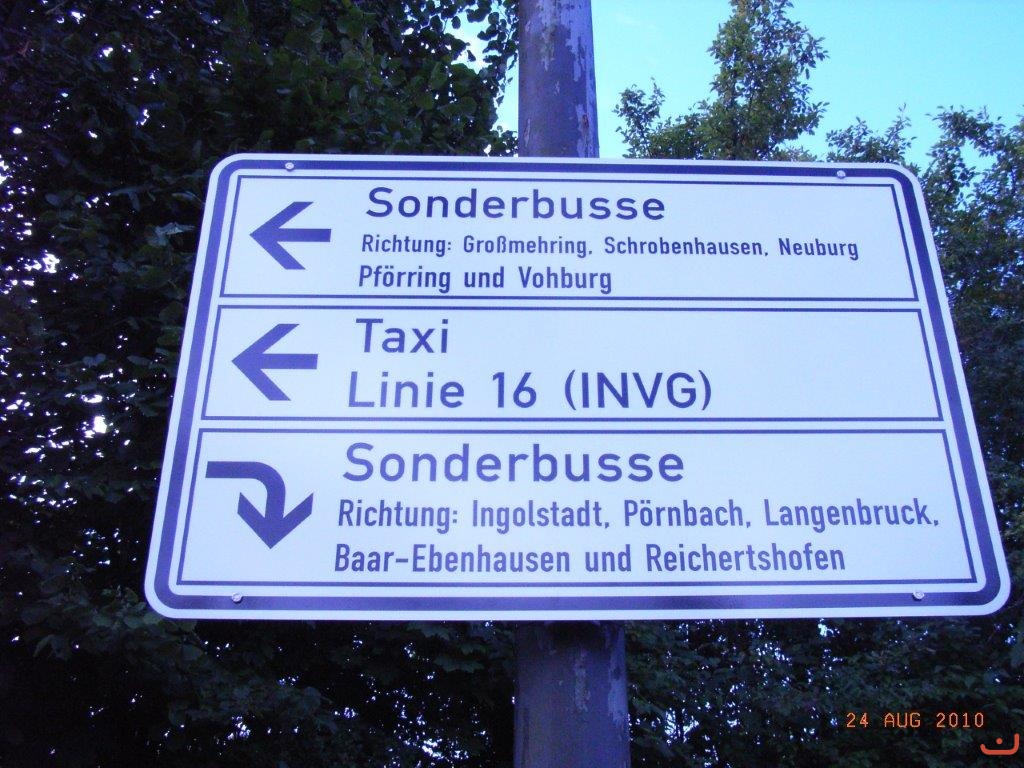 Sonderbusse
Richtung: Großmehring, Schrobenhausen, Neuburg
Pförring und Vohburg
Taxi
Linie 16 (INVG)
Sonderbusse
Richtung: Ingolstadt, Pörnbach, Langenbruck,
Baar-Ebenhausen und Reichertshofen
24 AUG 2010